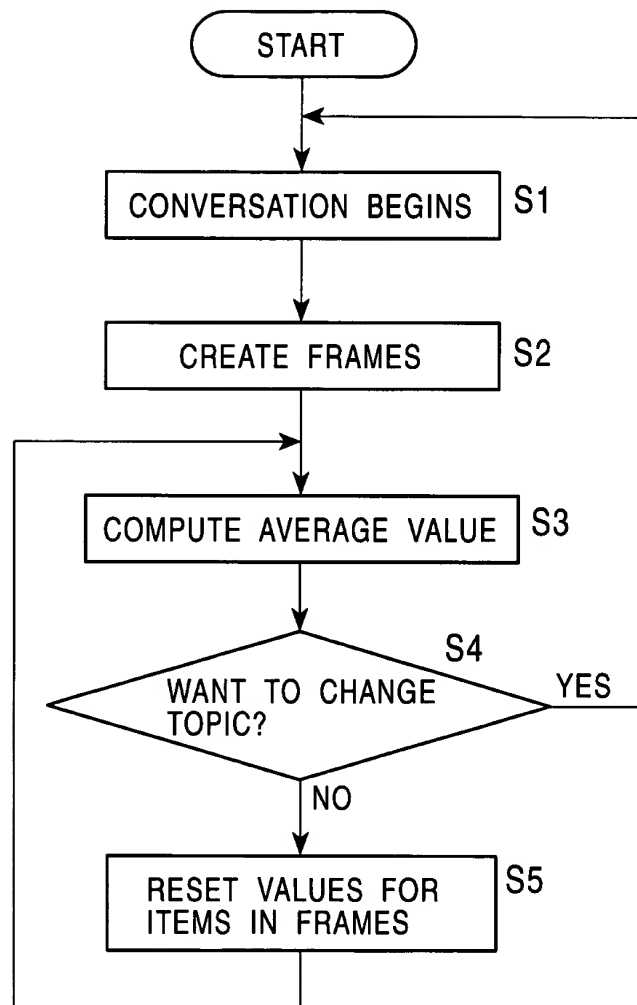 START
CONVERSATION BEGINS
S1
CREATE FRAMES
S2
COMPUTE AVERAGE VALUE
S3
S4
WANT TO CHANGE
TOPIC?
YES
NO
RESET VALUES FOR
ITEMS IN FRAMES
S5